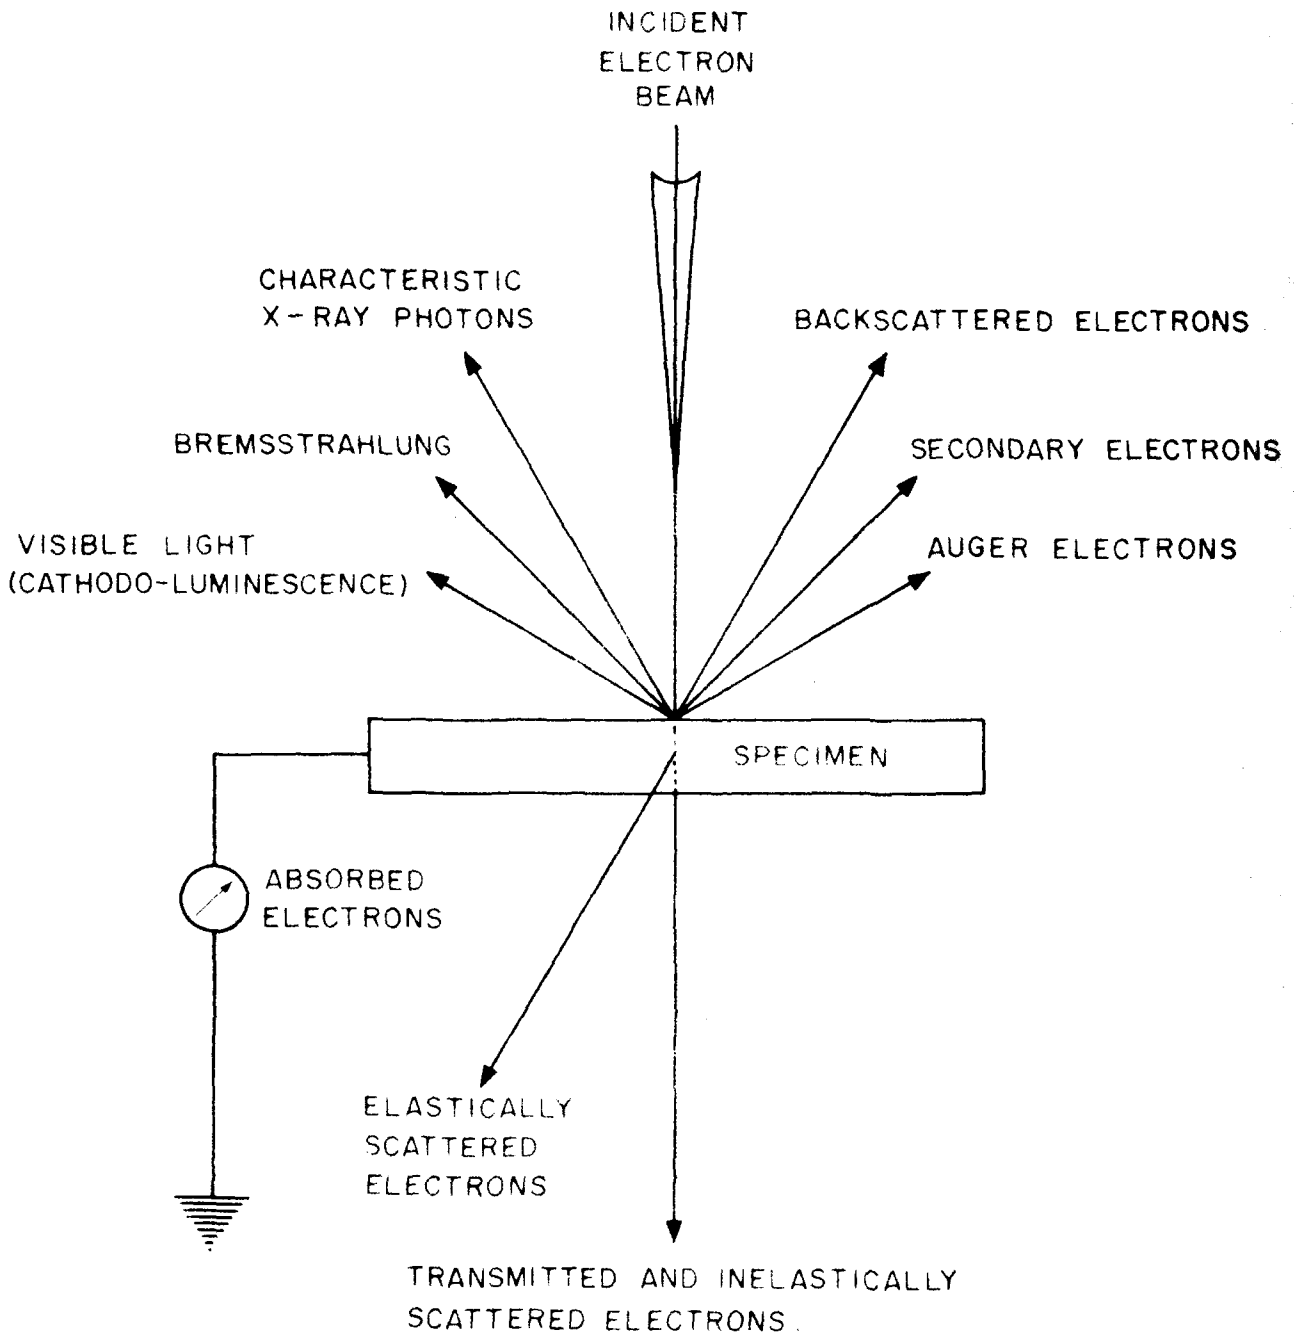 INCIDENT
ELECTRON
BEAM
CHARACTERISTIC
X-RAY PHOTONS
BACKSCATTERED ELECTRONS
BREMSSTRAHLUNG
SECONDARY ELECTRONS
VISIBLE LIGHT
(CATHODO-LUMINESCENCE)
AUGER ELECTRONS
SPECIMEN
ABSORBED
ELECTRONS
ELASTICALLY
SCATTERED
ELECTRONS
TRANSMITTED AND INELASTICALLY
SCATTERED ELECTRONS.